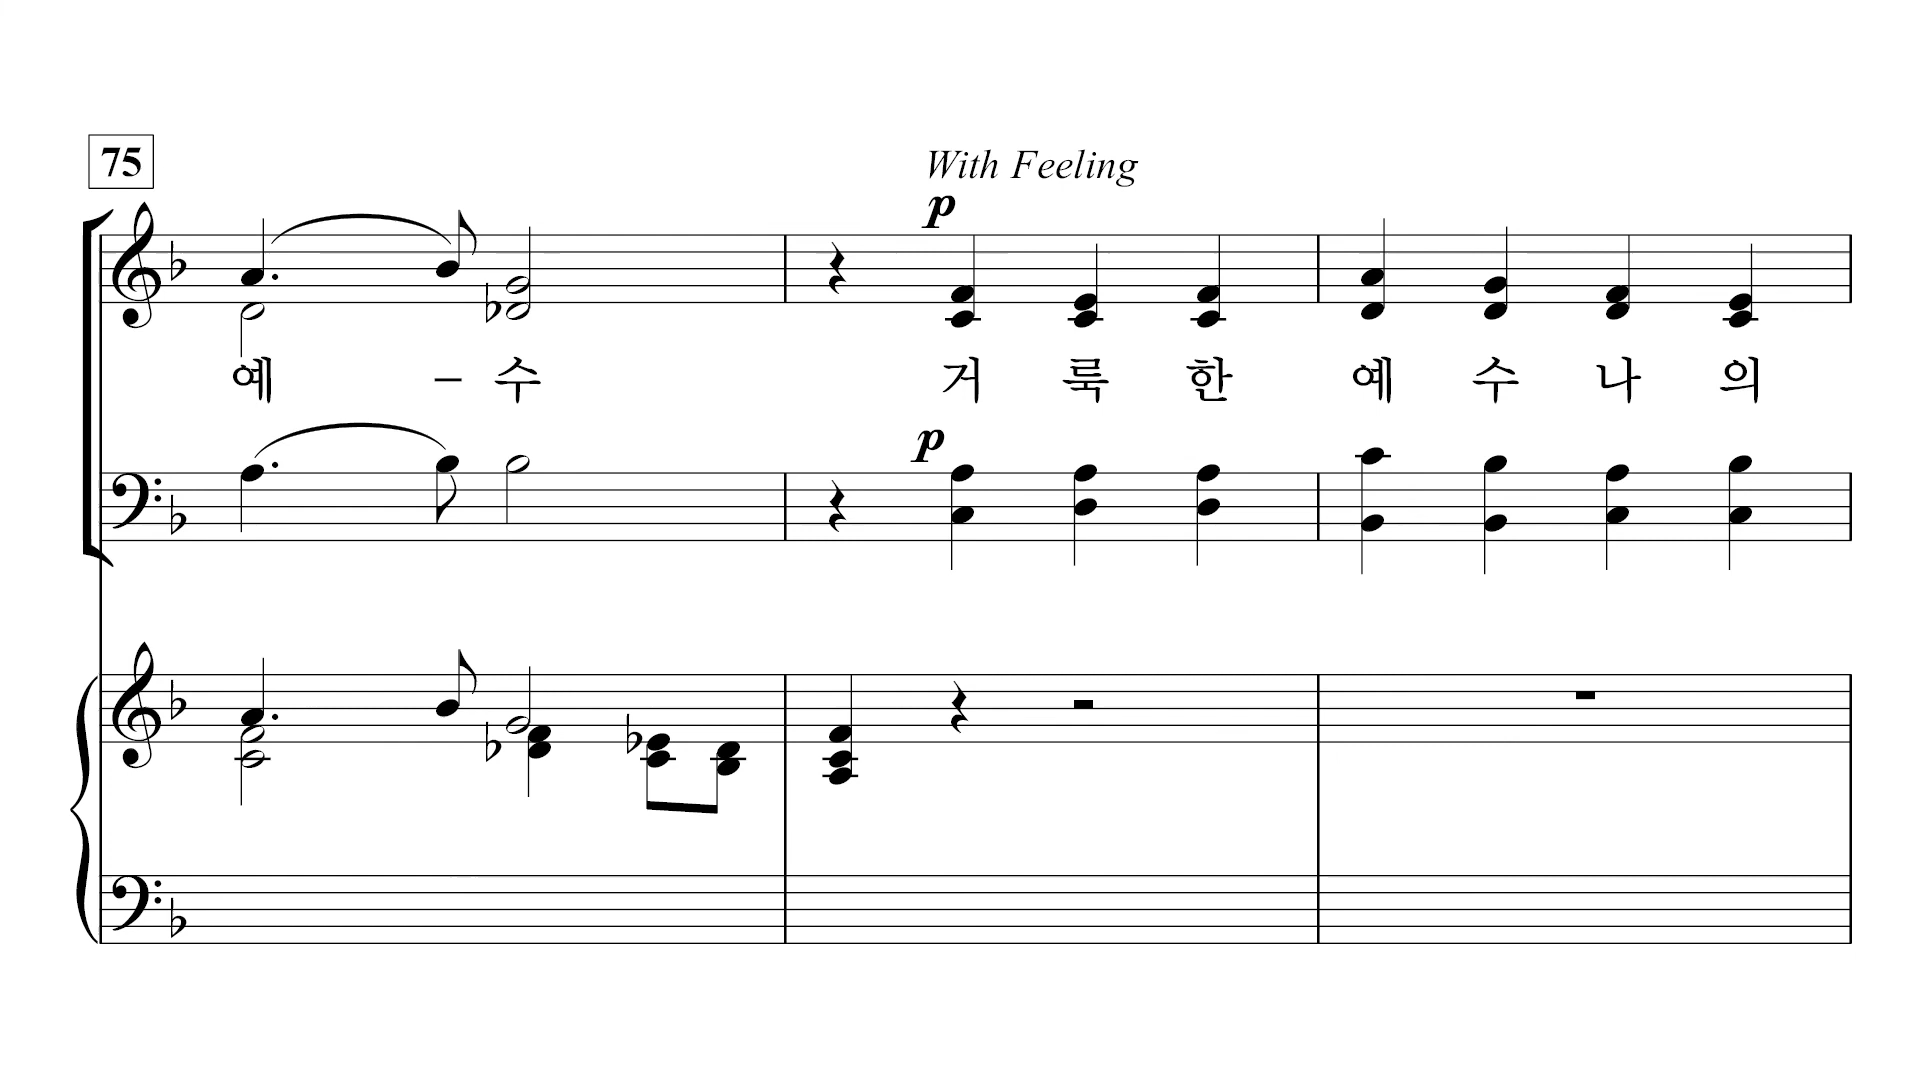 75
With Feeling
p
예 – 수 거 룩 한 예 수 나 의
p